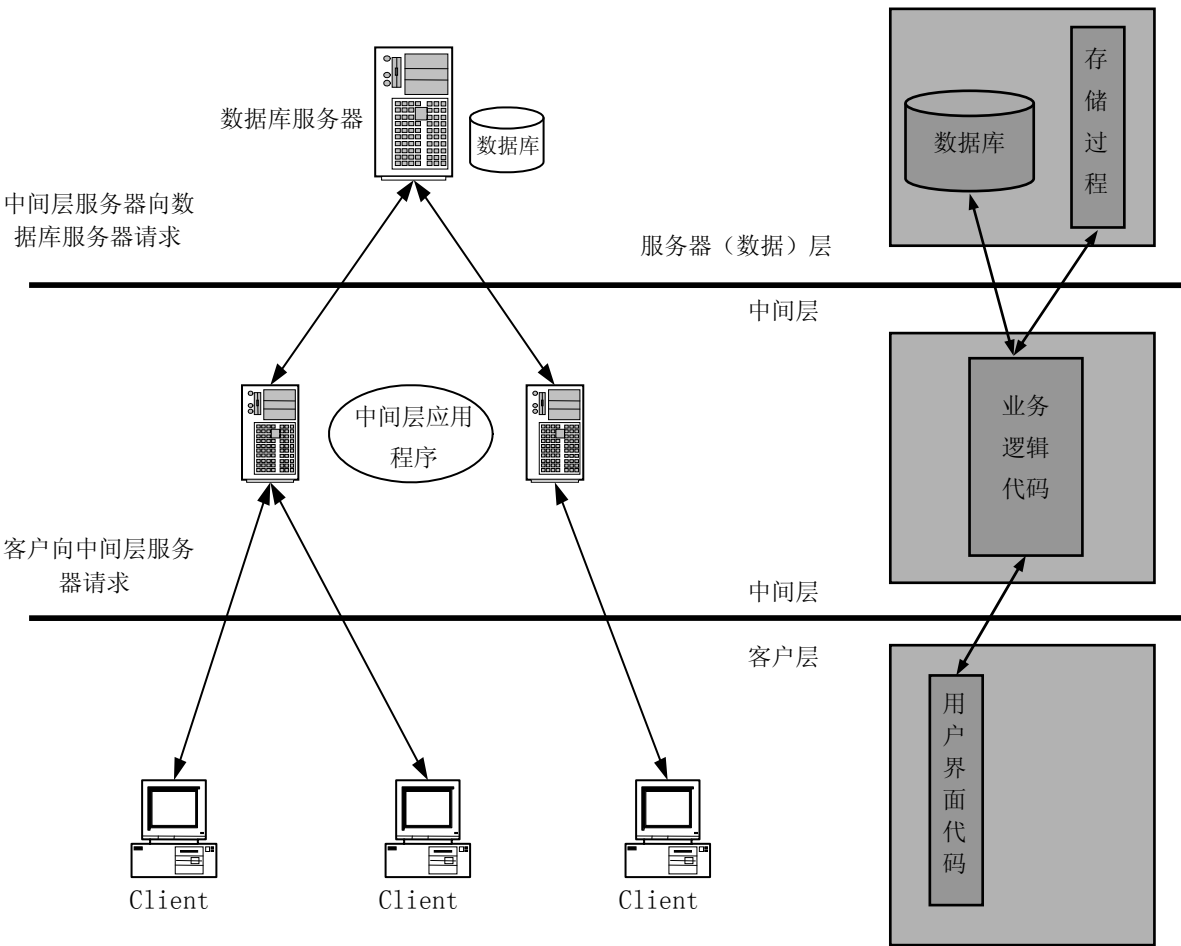 数据库服务器
数据库
中间层服务器向数
据库服务器请求
服务器（数据）层
数据库
存
储
过
程
中间层
中间层应用
程序
业务
逻辑
代码
客户向中间层服务
器请求
中间层
客户层
用
户
界
面
代
码
Client
Client
Client